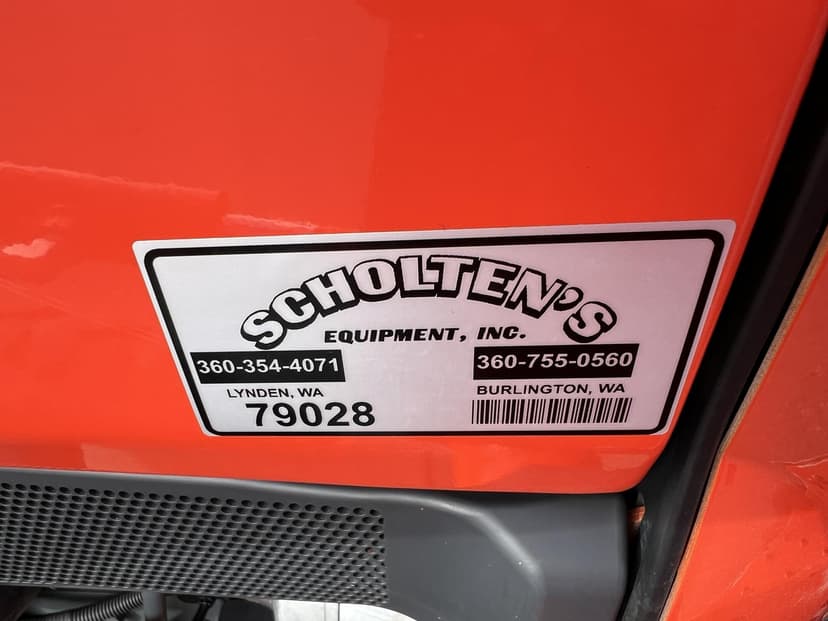 SCHOLTEN'S
EQUIPMENT, INC.
360-354-4071
LYNDEN, WA
79028
360-755-0560
BURLINGTON, WA